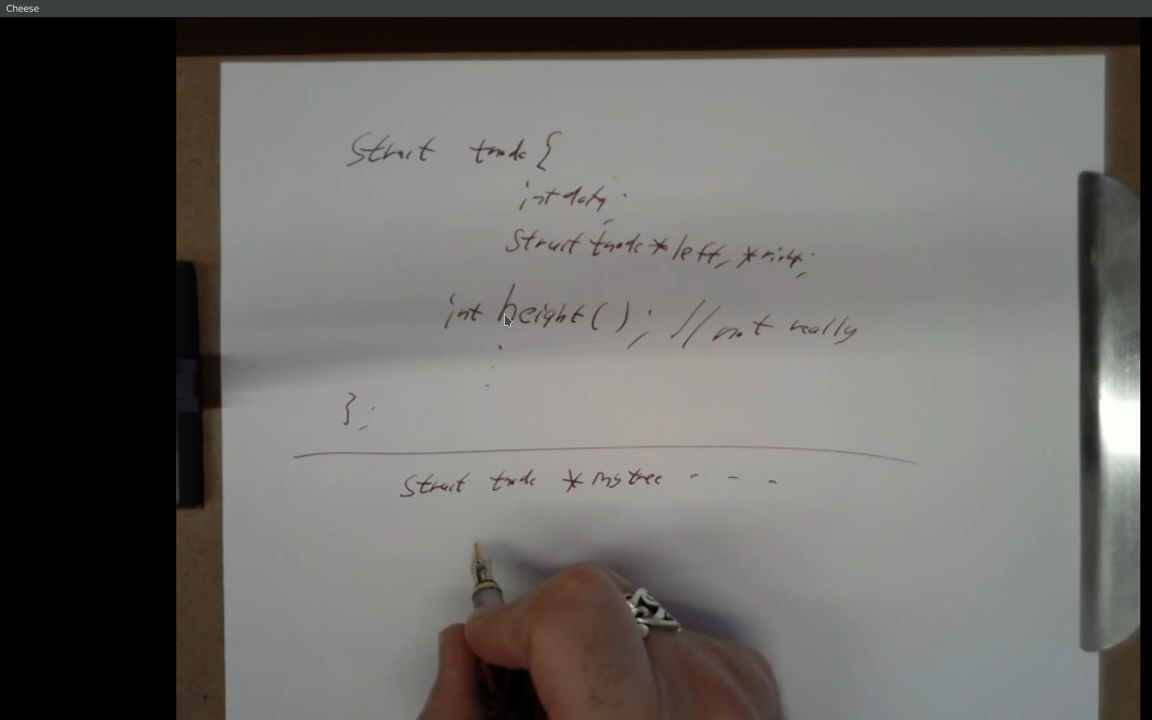 Cheese
Struct tnode {
int data;
Struct tnode *left, *right;
int height(); // not really
};
Struct tnode *mytree - - -